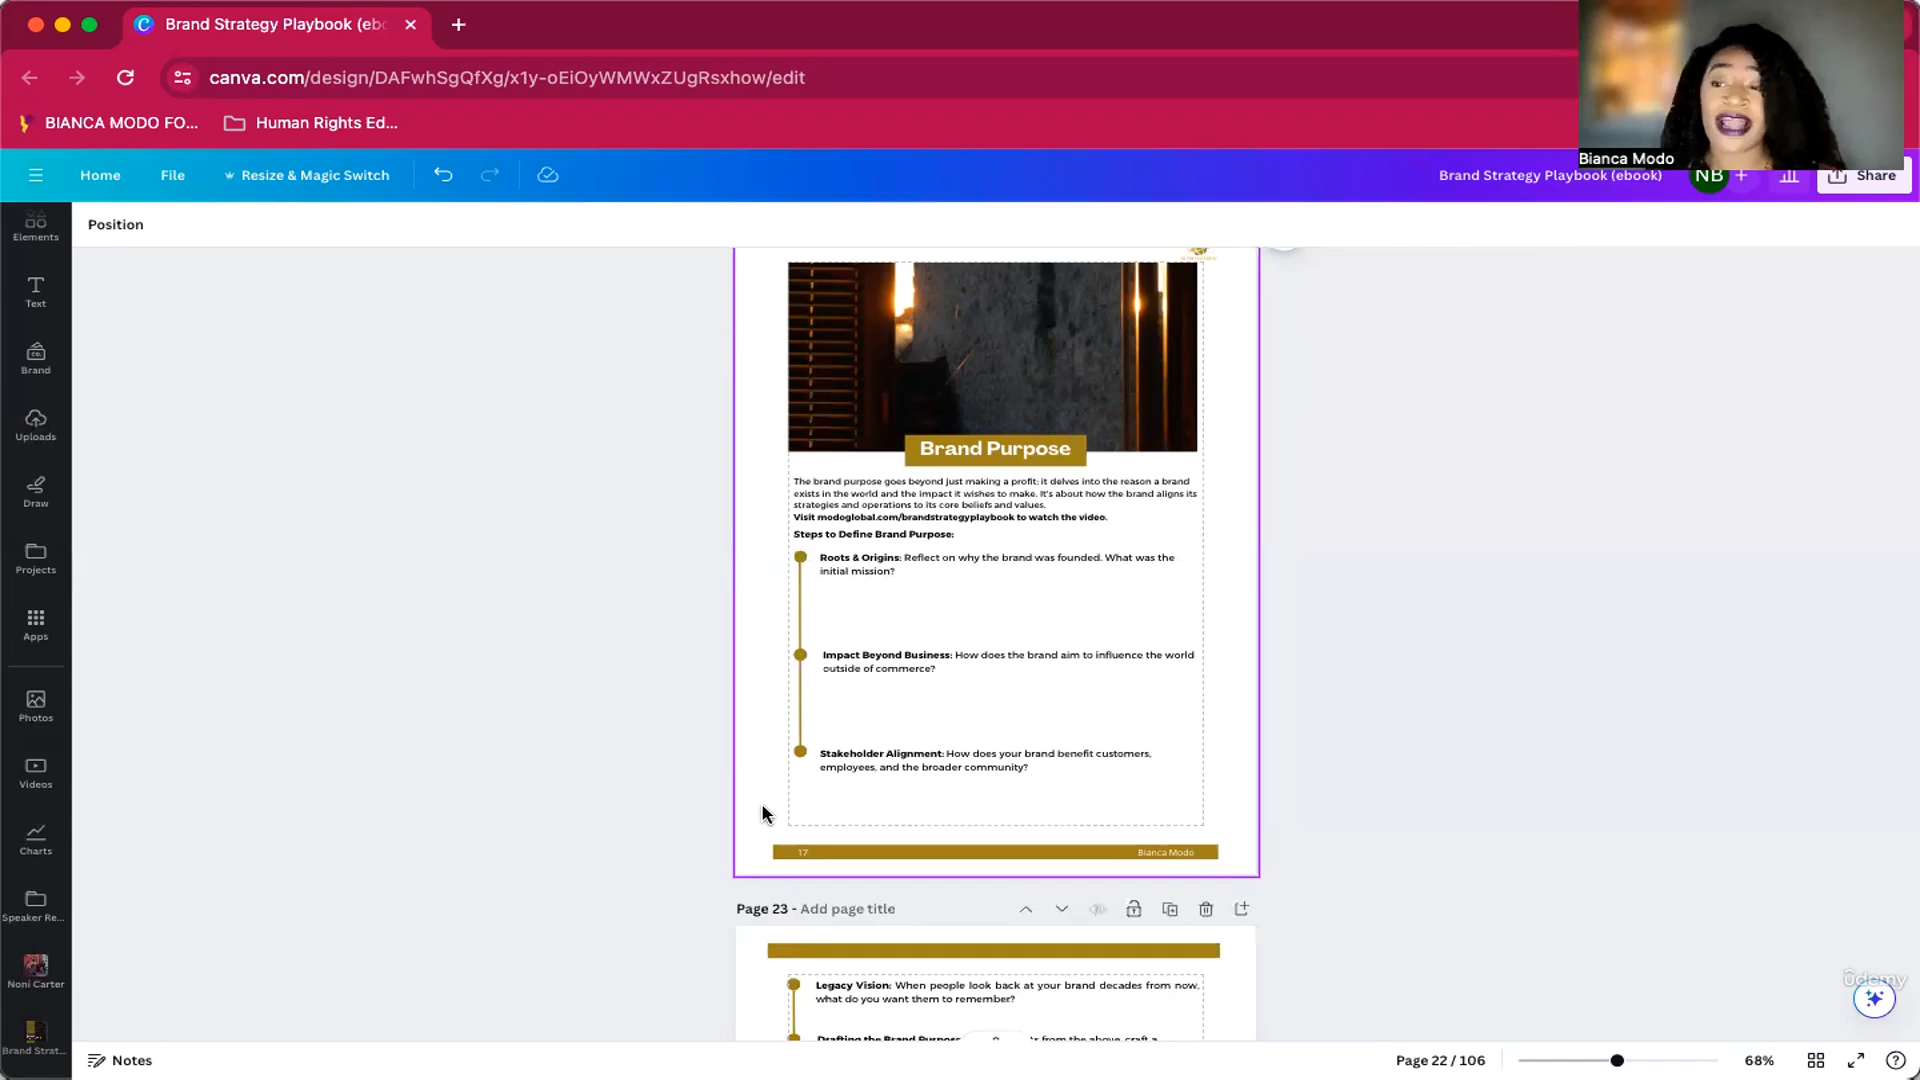 Brand Strategy Playbook (eb
canva.com/design/DAFwhSgQfXg/x1y-oEiOyWMWxZUgRsxhow/edit
BIANCA MODO FO...
Human Rights Ed...
Bianca Modo
Home
File
Resize & Magic Switch
Brand Strategy Playbook (ebook)
NB
Share
Position
Elements
Text
Brand
Uploads
Draw
Projects
Apps
Photos
Videos
Charts
Speaker Re...
Noni Carter
Brand Strat...
Brand Purpose
The brand purpose goes beyond just making a profit; it delves into the reason a brand
exists in the world and the impact it wishes to make. It's about how the brand aligns its
strategies and operations to its core beliefs and values.
Visit modoglobal.com/brandstrategyplaybook to watch the video.
Steps to Define Brand Purpose:
Roots & Origins: Reflect on why the brand was founded. What was the
initial mission?
Impact Beyond Business: How does the brand aim to influence the world
outside of commerce?
Stakeholder Alignment: How does your brand benefit customers,
employees, and the broader community?
17
Bianca Modo
Page 23 - Add page title
Legacy Vision: When people look back at your brand decades from now,
what do you want them to remember?
Drafting the Brand Purpose from the above, craft a
ûdemy
Notes
Page 22 / 106
68%